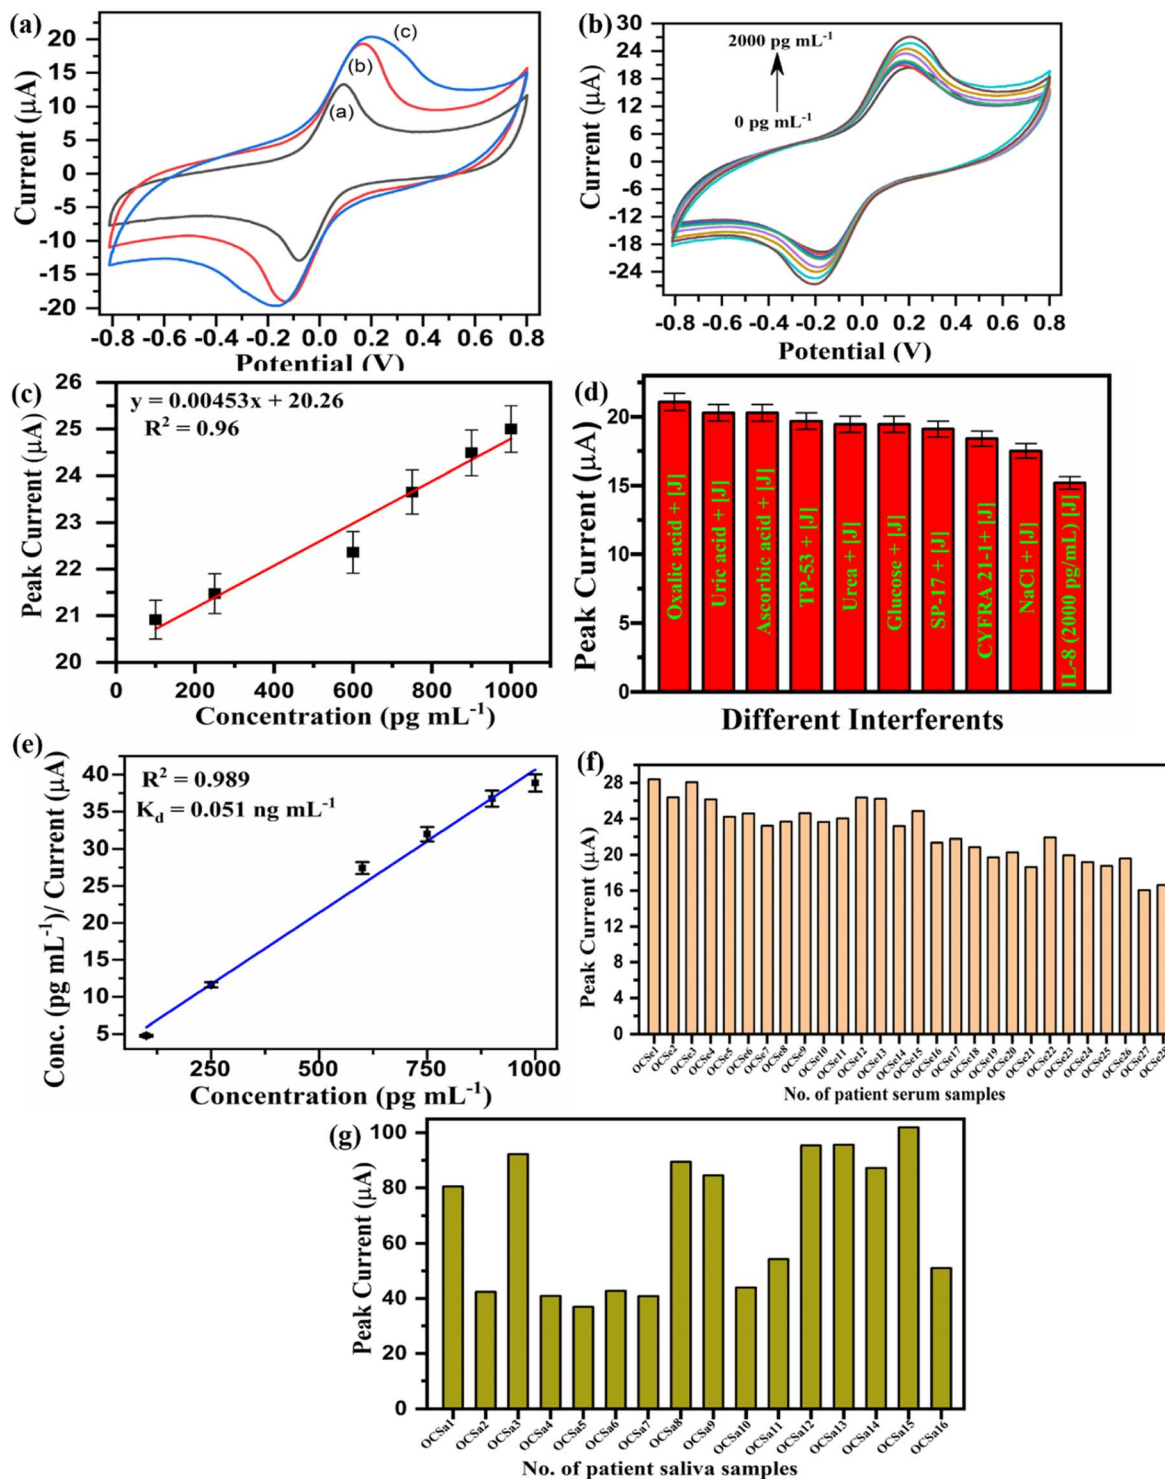 (a)
20
15
10
5
0
-5
-10
-15
-20
Current (µA)
(a)
(b)
(c)
-0.8 -0.6 -0.4 -0.2 0.0 0.2 0.4 0.6 0.8
Potential (V)
(b)
30
24
18
12
6
0
-6
-12
-18
-24
Current (µA)
2000 pg mL⁻¹
0 pg mL⁻¹
-0.8 -0.6 -0.4 -0.2 0.0 0.2 0.4 0.6 0.8
Potential (V)
(c)
26
25
24
23
22
21
20
Peak Current (µA)
y = 0.00453x + 20.26
R² = 0.96
0 200 400 600 800 1000
Concentration (pg mL⁻¹)
(d)
20
15
10
5
0
Peak Current (µA)
Oxalic acid + [J]
Uric acid + [J]
Ascorbic acid + [J]
TP-53 + [J]
Urea + [J]
Glucose + [J]
SP-17 + [J]
CYFRA 21-1+ [J]
NaCl + [J]
IL-8 (2000 pg/mL) [J]
Different Interferents
(e)
40
35
30
25
20
15
10
5
Conc. (pg mL⁻¹)/ Current (µA)
R² = 0.989
K_d = 0.051 ng mL⁻¹
250 500 750 1000
Concentration (pg mL⁻¹)
(f)
28
24
20
16
12
8
4
0
Peak Current (µA)
OCSe1 OCSe2 OCSe3 OCSe4 OCSe5 OCSe6 OCSe7 OCSe8 OCSe9 OCSe10 OCSe11 OCSe12 OCSe13 OCSe14 OCSe15 OCSe16 OCSe17 OCSe18 OCSe19 OCSe20 OCSe21 OCSe22 OCSe23 OCSe24 OCSe25 OCSe26 OCSe27 OCSe28
No. of patient serum samples
(g)
100
80
60
40
20
0
Peak Current (µA)
OCSa1 OCSa2 OCSa3 OCSa4 OCSa5 OCSa6 OCSa7 OCSa8 OCSa9 OCSa10 OCSa11 OCSa12 OCSa13 OCSa14 OCSa15 OCSa16
No. of patient saliva samples